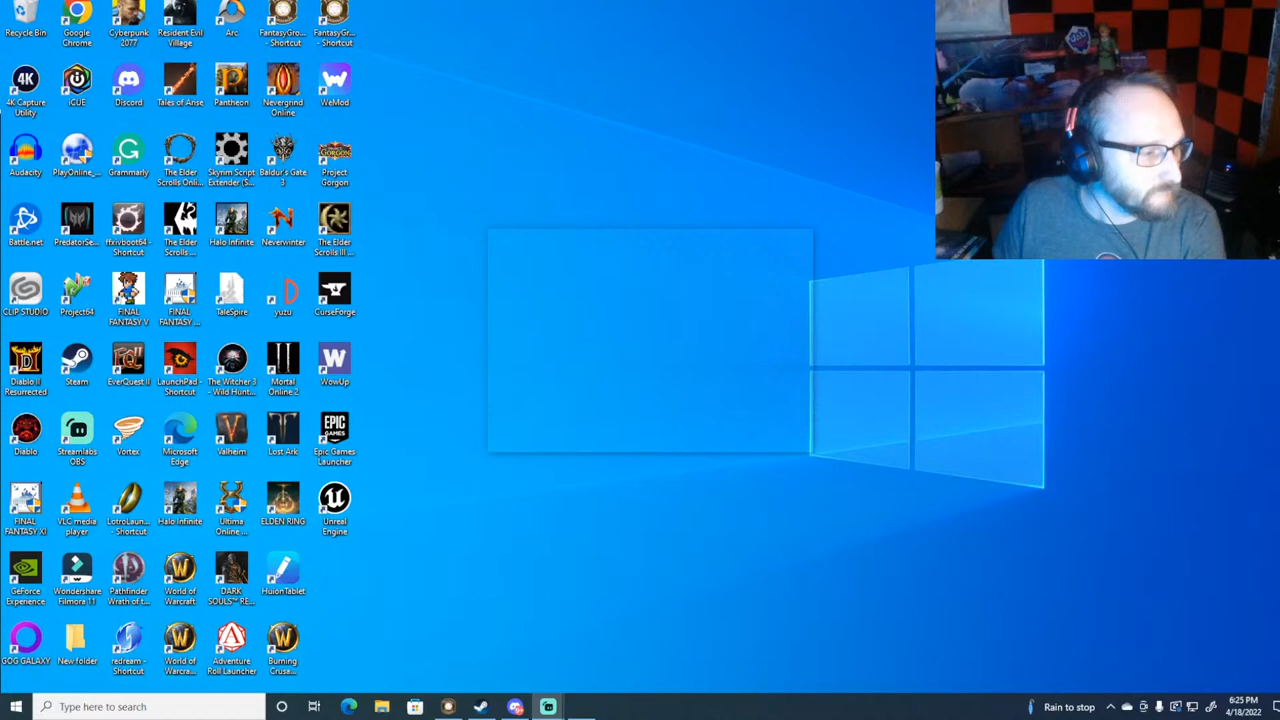 Recycle Bin
Google Chrome
Cyberpunk 2077
Resident Evil Village
Arc
FantasyGro... - Shortcut
FantasyGr... - Shortcut
4K
4K Capture Utility
iCUE
Discord
Tales of Arise
Pantheon
Nevergrind Online
WeMod
Audacity
PlayOnline_...
Grammarly
The Elder Scrolls Onli...
Skyrim Script Extender (S...
Baldur's Gate 3
Project Gorgon
Battle.net
PredatorSe...
ffxivboot64 - Shortcut
The Elder Scrolls ...
Halo Infinite
Neverwinter
The Elder Scrolls III ...
CLIP STUDIO
Project64
FINAL FANTASY V
FINAL FANTASY ...
TaleSpire
yuzu
CurseForge
Diablo II Resurrected
Steam
EverQuest II
LaunchPad - Shortcut
The Witcher 3 - Wild Hunt...
Mortal Online 2
WowUp
Diablo
Streamlabs OBS
Vortex
Microsoft Edge
Valheim
Lost Ark
EPIC GAMES
Epic Games Launcher
FINAL FANTASY XI
VLC media player
LotroLaun... - Shortcut
Halo Infinite
Ultima Online ...
ELDEN RING
Unreal Engine
GeForce Experience
Wondershare Filmora 11
Pathfinder Wrath of t...
World of Warcraft
DARK SOULS™ RE...
HuionTablet
GOG GALAXY
New folder
redream - Shortcut
World of Warcra...
Adventure Roll Launcher
Burning Crusa...
Type here to search
Rain to stop
6:25 PM
4/18/2022